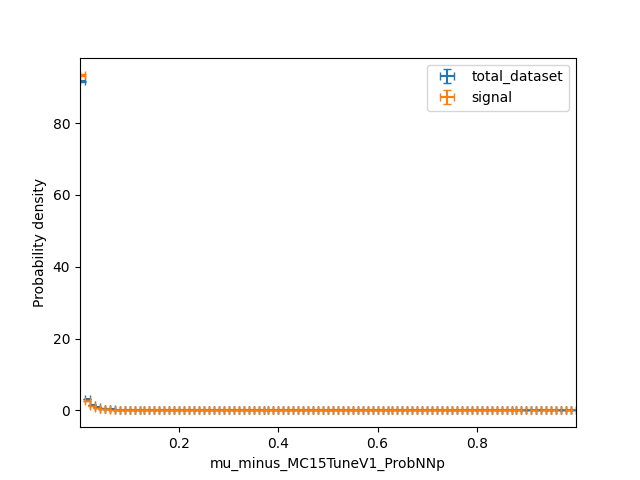 total_dataset
signal
Probability density
80
60
40
20
0
0.2 0.4 0.6 0.8
mu_minus_MC15TuneV1_ProbNNp